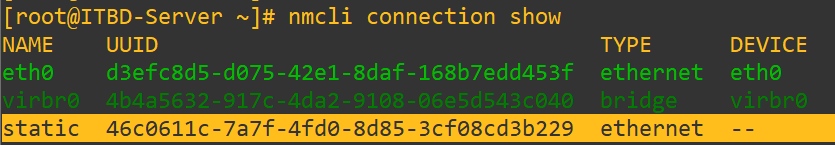 [root@ITBD-Server ~]# nmcli connection show
NAME UUID TYPE DEVICE
eth0 d3efc8d5-d075-42e1-8daf-168b7edd453f ethernet eth0
virbr0 4b4a5632-917c-4da2-9108-06e5d543c040 bridge virbr0
static 46c0611c-7a7f-4fd0-8d85-3cf08cd3b229 ethernet --